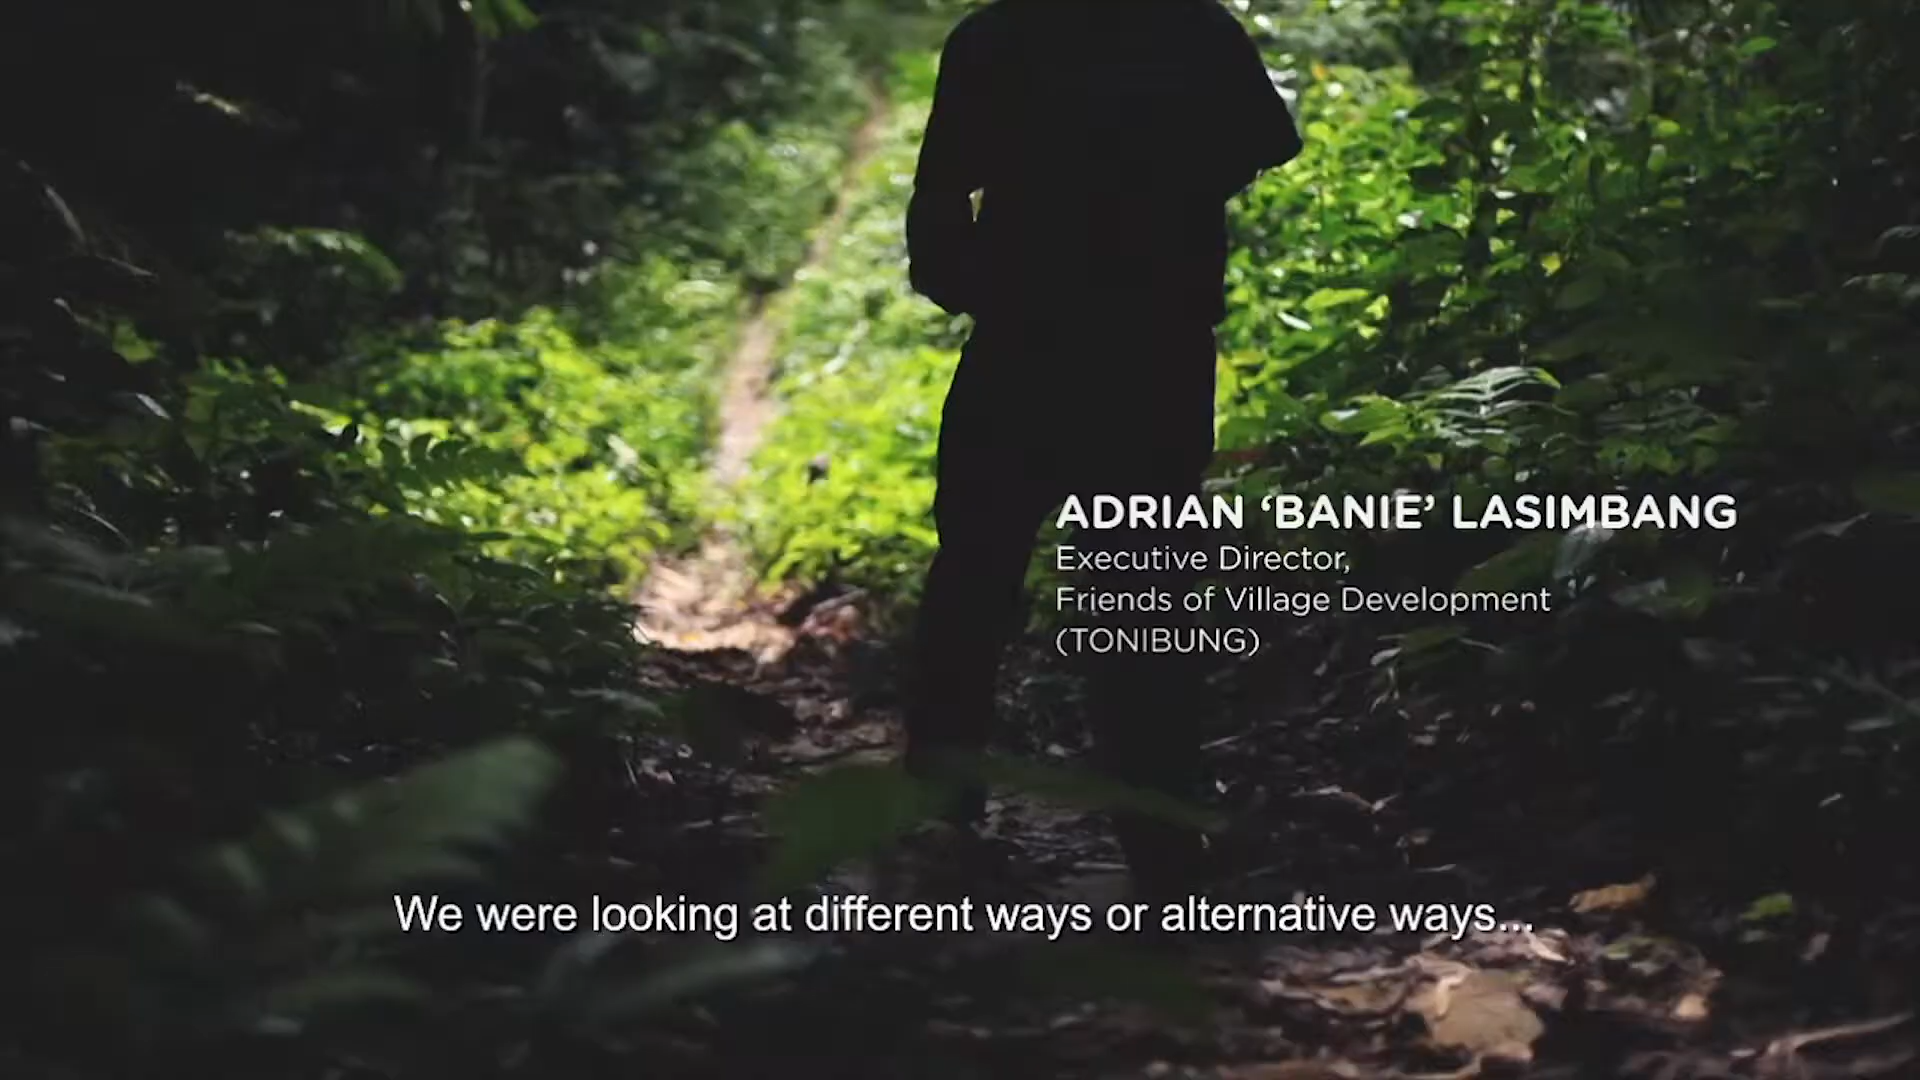 ADRIAN ‘BANIE’ LASIMBANG
Executive Director,
Friends of Village Development
(TONIBUNG)
We were looking at different ways or alternative ways...